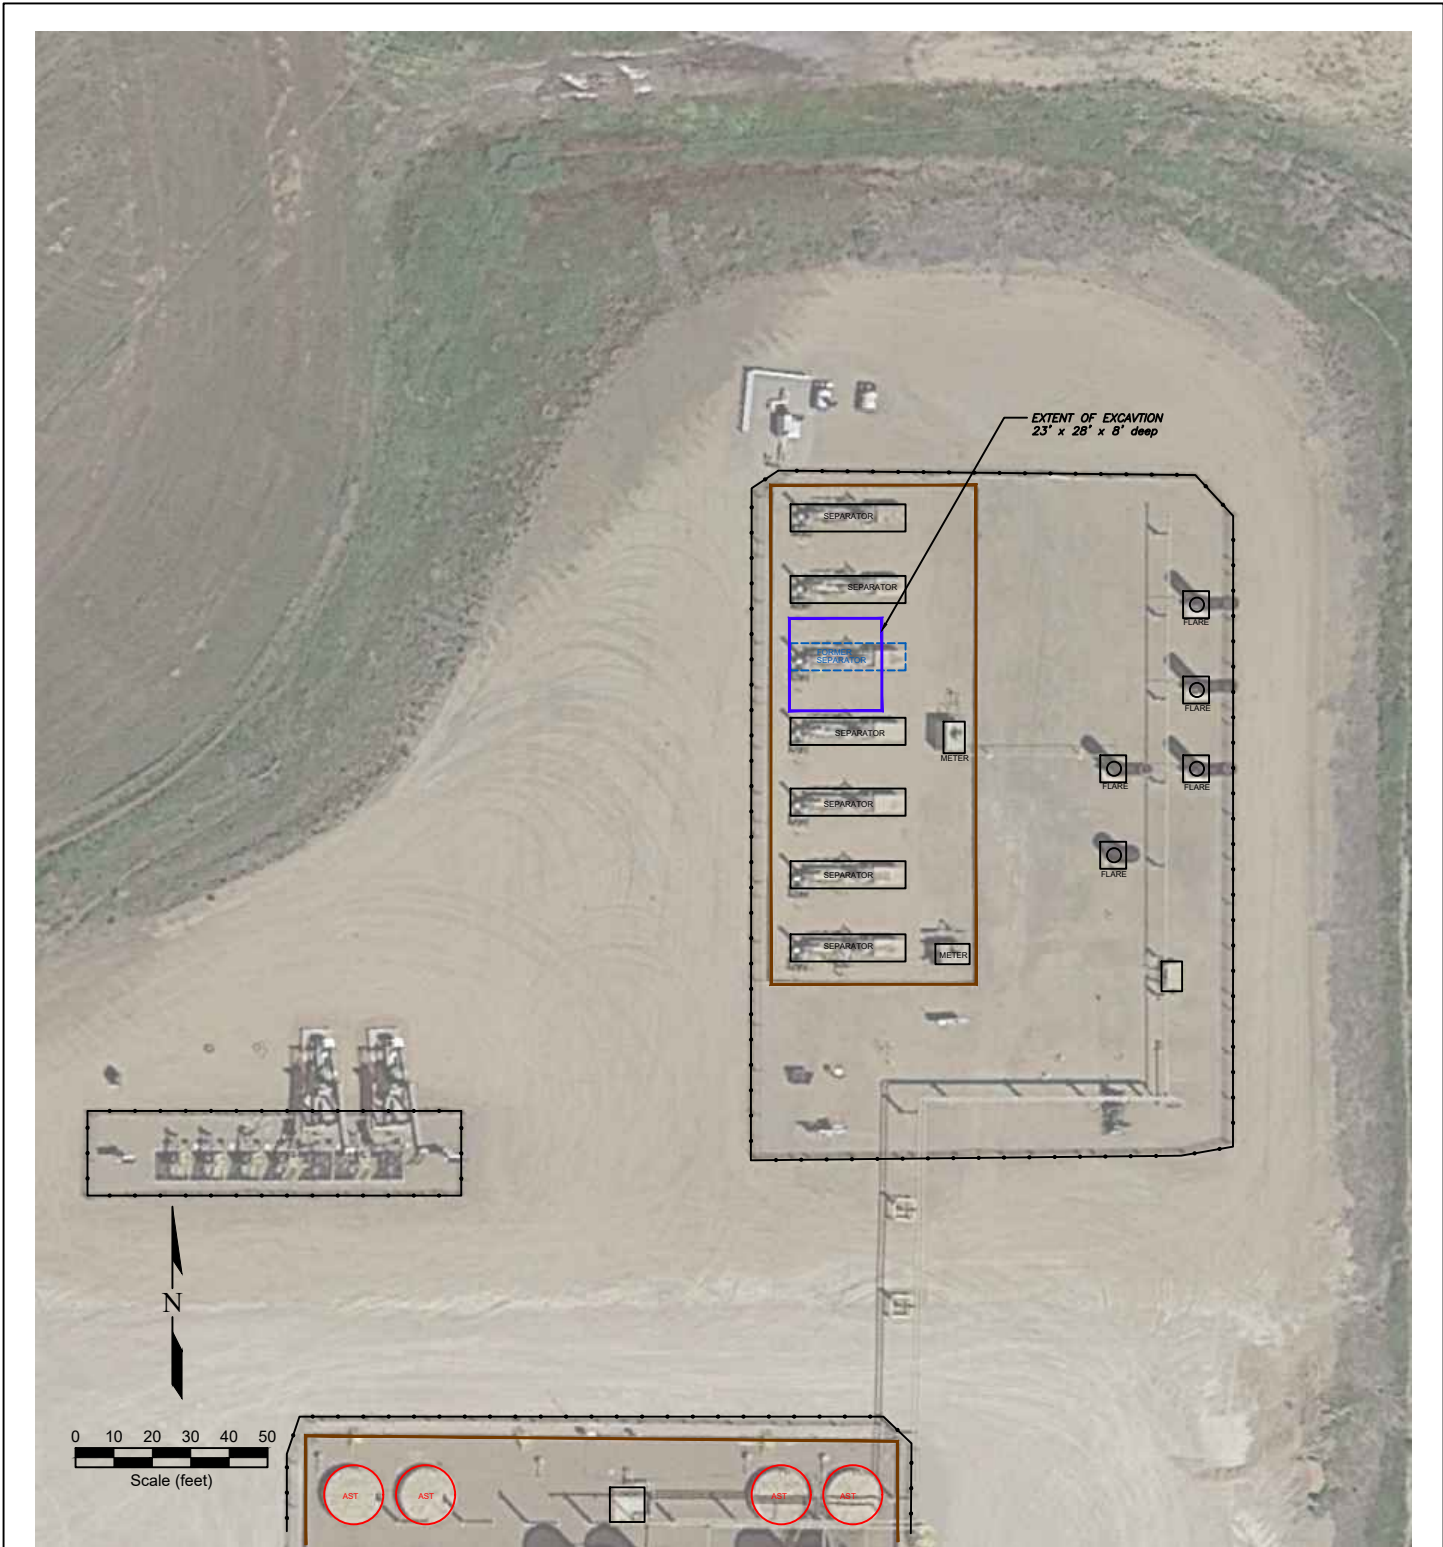 EXTENT OF EXCAVTION
23' x 28' x 8' deep
SEPARATOR
SEPARATOR
FLARE
FORMER
SEPARATOR
FLARE
SEPARATOR
METER
FLARE
FLARE
SEPARATOR
FLARE
SEPARATOR
SEPARATOR
METER
N
0 10 20 30 40 50
Scale (feet)
AST
AST
AST
AST